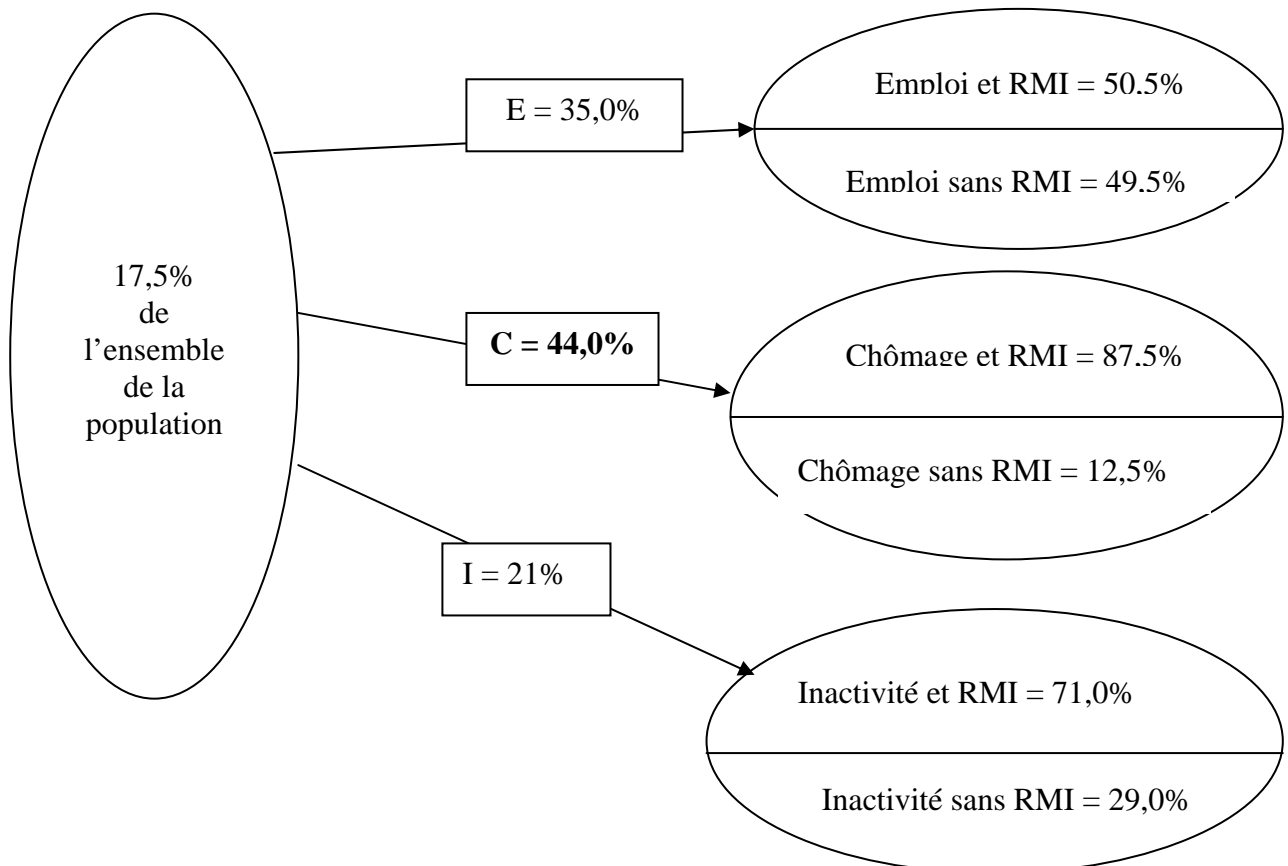 E = 35,0%
Emploi et RMI = 50.5%
Emploi sans RMI = 49.5%
17,5%
de
l’ensemble
de la
population
C = 44,0%
Chômage et RMI = 87.5%
Chômage sans RMI = 12,5%
I = 21%
Inactivité et RMI = 71,0%
Inactivité sans RMI = 29,0%